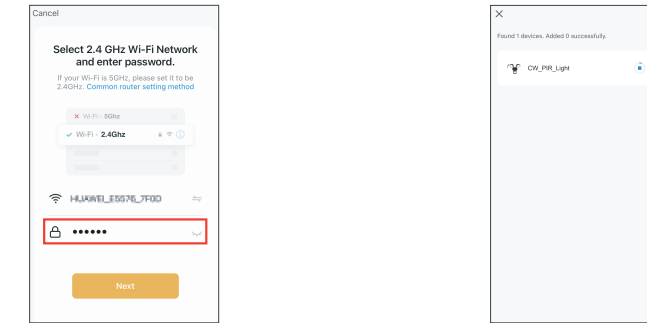 Cancel
Select 2.4 GHz Wi-Fi Network
and enter password.
If your Wi-Fi is 5GHz, please set it to be
2.4GHz. Common router setting method
Wi-Fi - 5Ghz
Wi-Fi - 2.4Ghz
Next
Found 1 devices. Added 0 successfully.
CW_PIR_Light